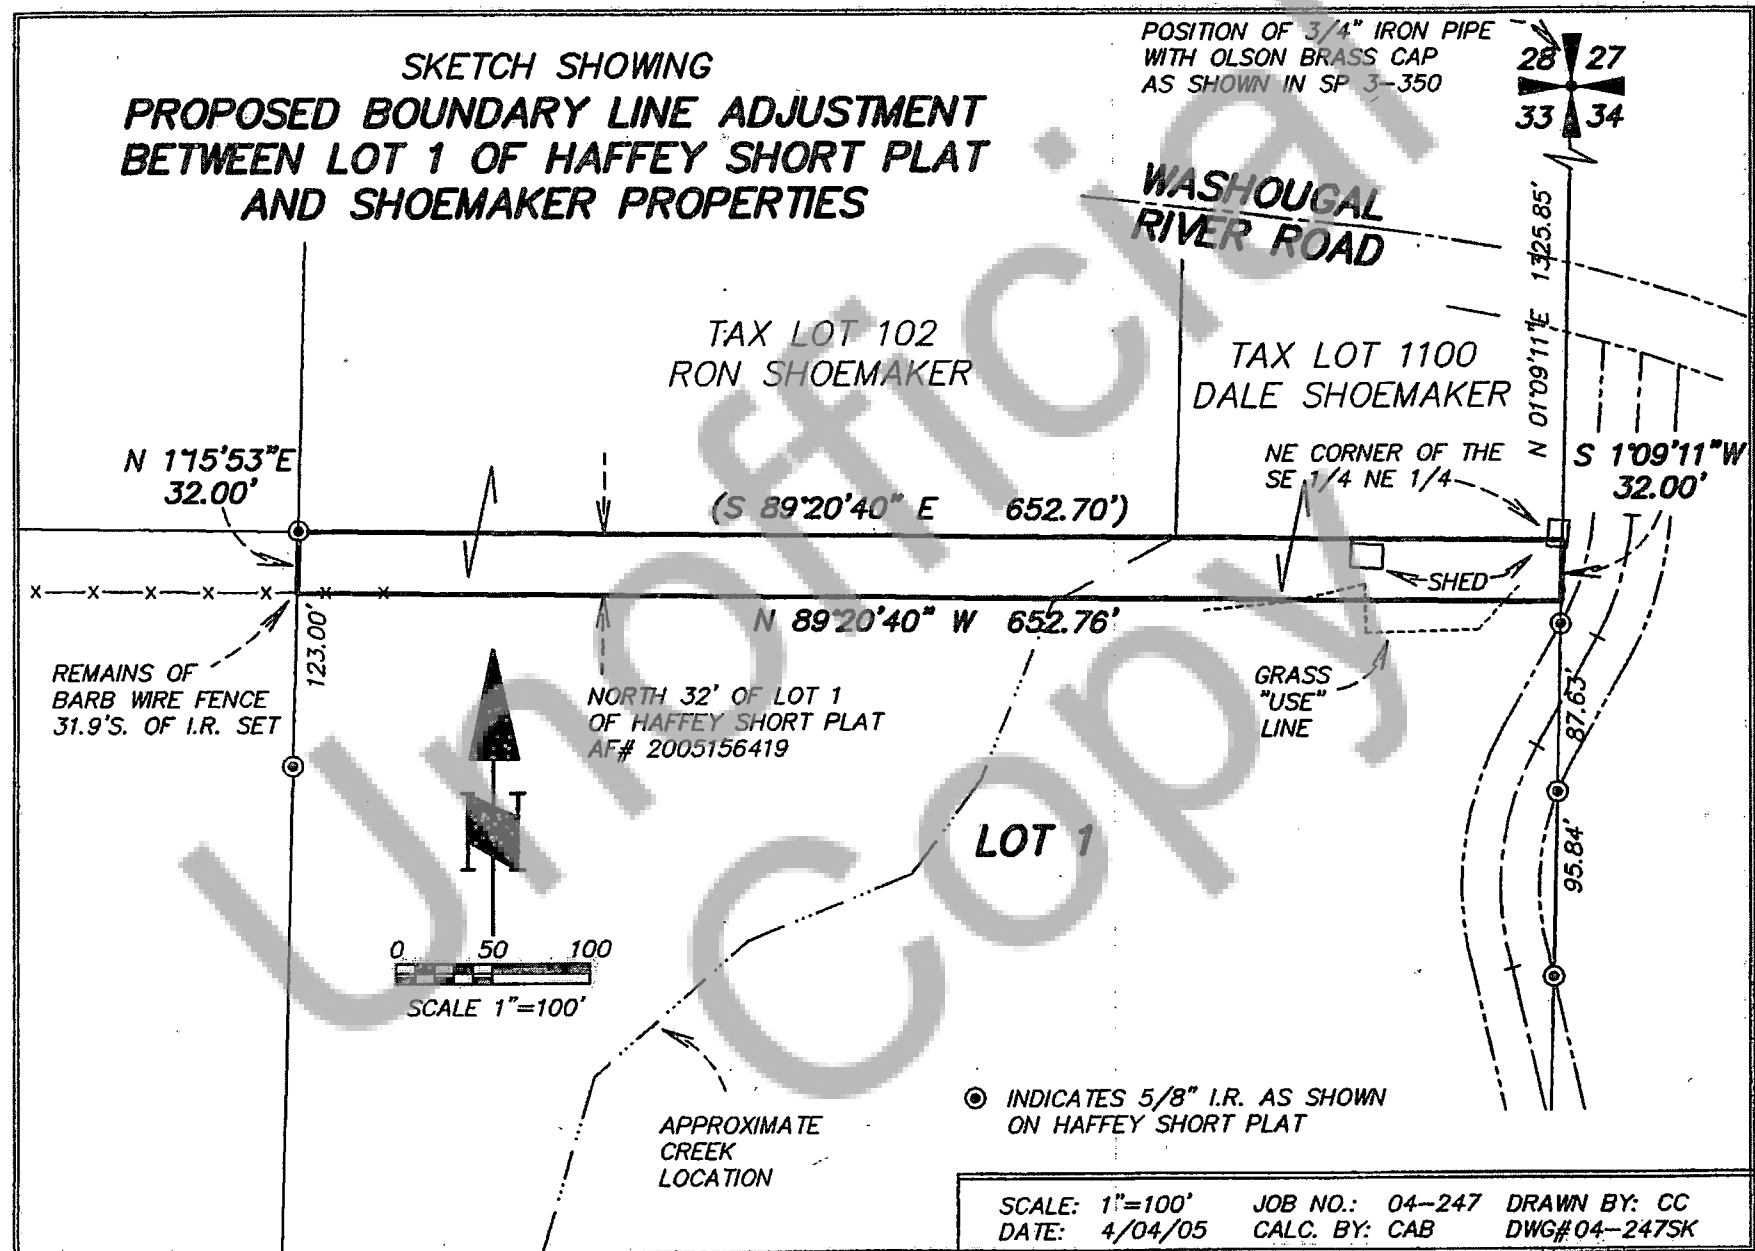 SKETCH SHOWING
PROPOSED BOUNDARY LINE ADJUSTMENT
BETWEEN LOT 1 OF HAFFEY SHORT PLAT
AND SHOEMAKER PROPERTIES
POSITION OF 3/4" IRON PIPE
WITH OLSON BRASS CAP
AS SHOWN IN SP 3-350
28 27
33 34
WASHOUGAL
RIVER ROAD
N 01°09'11"E 1325.85'
TAX LOT 102
RON SHOEMAKER
TAX LOT 1100
DALE SHOEMAKER
N 1°15'53"E
32.00'
(S 89°20'40" E 652.70')
NE CORNER OF THE
SE 1/4 NE 1/4
S 1°09'11"W
32.00'
SHED
N 89°20'40" W 652.76'
123.00'
REMAINS OF
BARB WIRE FENCE
31.9'S. OF I.R. SET
NORTH 32' OF LOT 1
OF HAFFEY SHORT PLAT
AF# 2005156419
GRASS
"USE"
LINE
87.63'
95.84'
LOT 1
N
0 50 100
SCALE 1"=100'
APPROXIMATE
CREEK
LOCATION
INDICATES 5/8" I.R. AS SHOWN
ON HAFFEY SHORT PLAT
SCALE: 1"=100' JOB NO.: 04-247 DRAWN BY: CC
DATE: 4/04/05 CALC. BY: CAB DWG#04-247SK
Unofficial
Copy